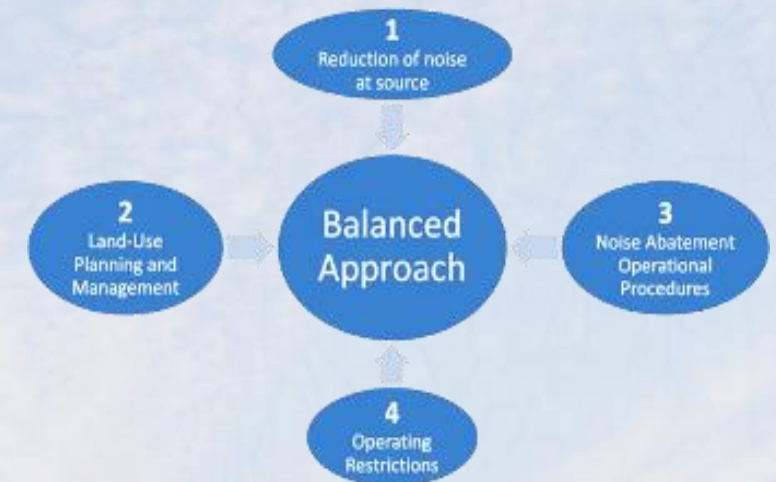 1
Reduction of noise
at source
2
Land-Use
Planning and
Management
Balanced
Approach
3
Noise Abatement
Operational
Procedures
4
Operating
Restrictions